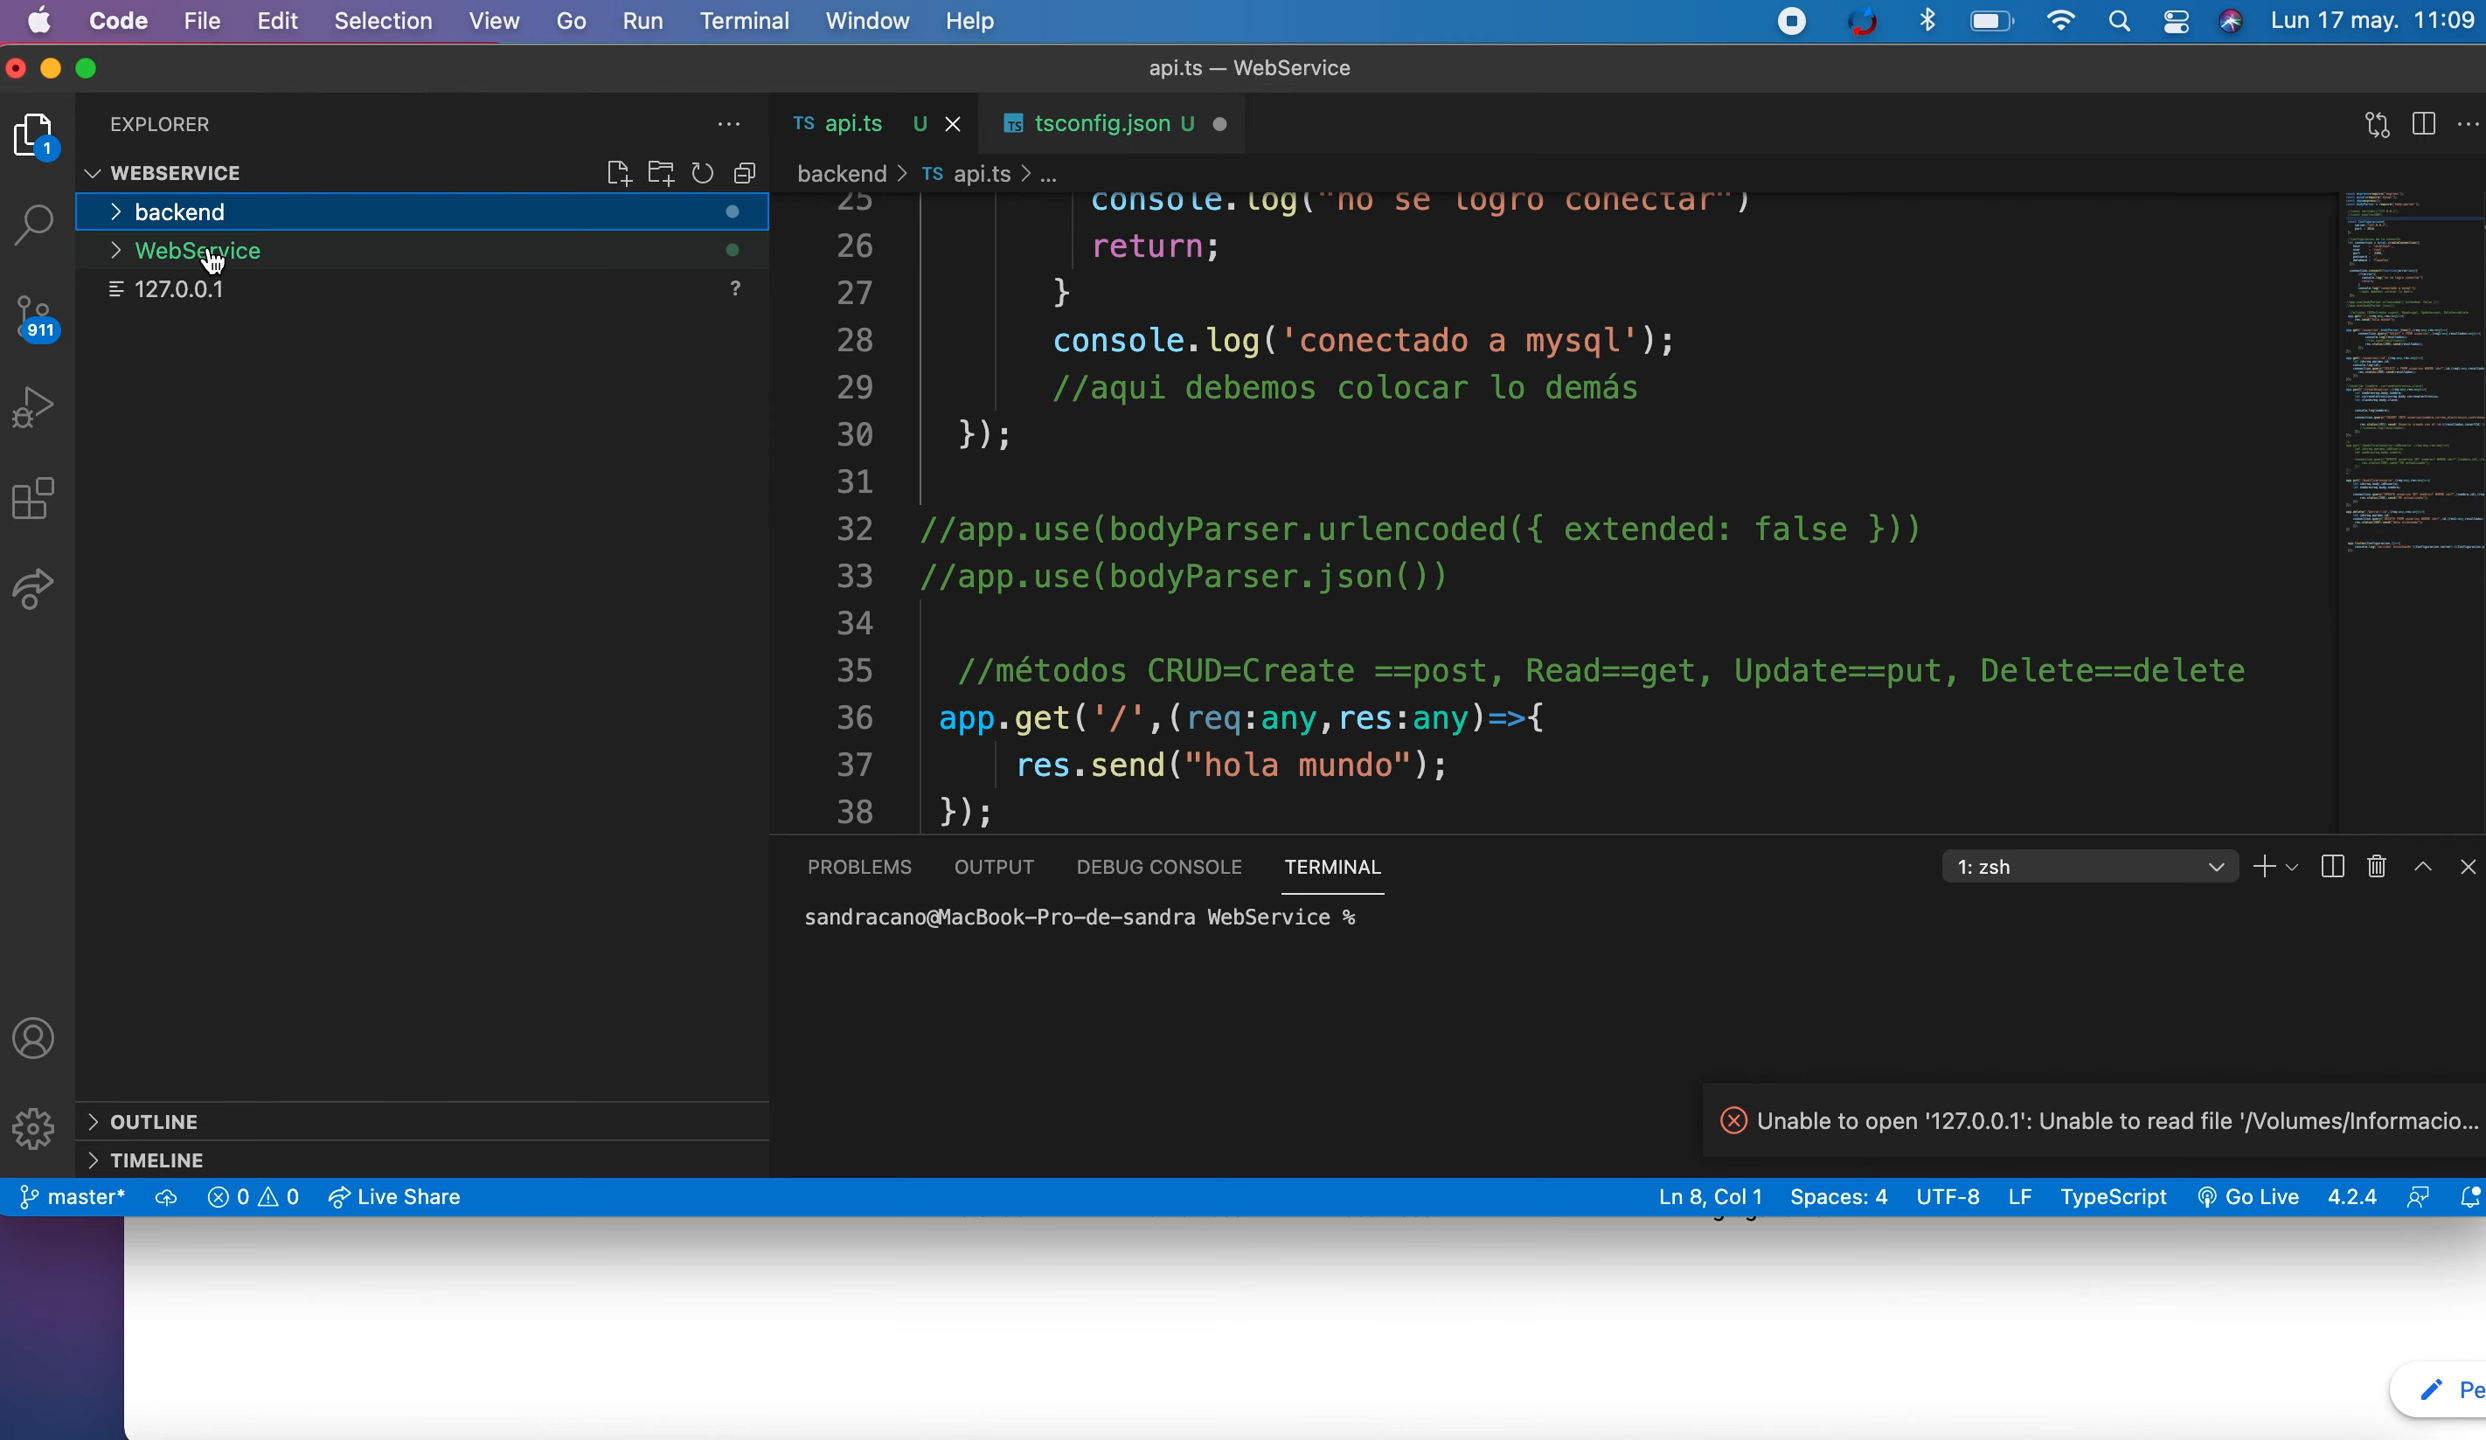 Code File Edit Selection View Go Run Terminal Window Help Lun 17 may. 11:09
api.ts — WebService
EXPLORER ...
TS api.ts U
TS tsconfig.json U
WEBSERVICE
backend > TS api.ts > ...
backend
WebService
127.0.0.1 ?
1
911
25 console.log("no se logro conectar")
26 return;
27 }
28 console.log('conectado a mysql');
29 //aqui debemos colocar lo demás
30 });
31
32 //app.use(bodyParser.urlencoded({ extended: false }))
33 //app.use(bodyParser.json())
34
35 //métodos CRUD=Create ==post, Read==get, Update==put, Delete==delete
36 app.get('/',(req:any,res:any)=>{
37 res.send("hola mundo");
38 });
PROBLEMS OUTPUT DEBUG CONSOLE TERMINAL 1: zsh
sandracano@MacBook-Pro-de-sandra WebService %
Unable to open '127.0.0.1': Unable to read file '/Volumes/Informacio...
OUTLINE
TIMELINE
master* 0 0 Live Share Ln 8, Col 1 Spaces: 4 UTF-8 LF TypeScript Go Live 4.2.4
Pe